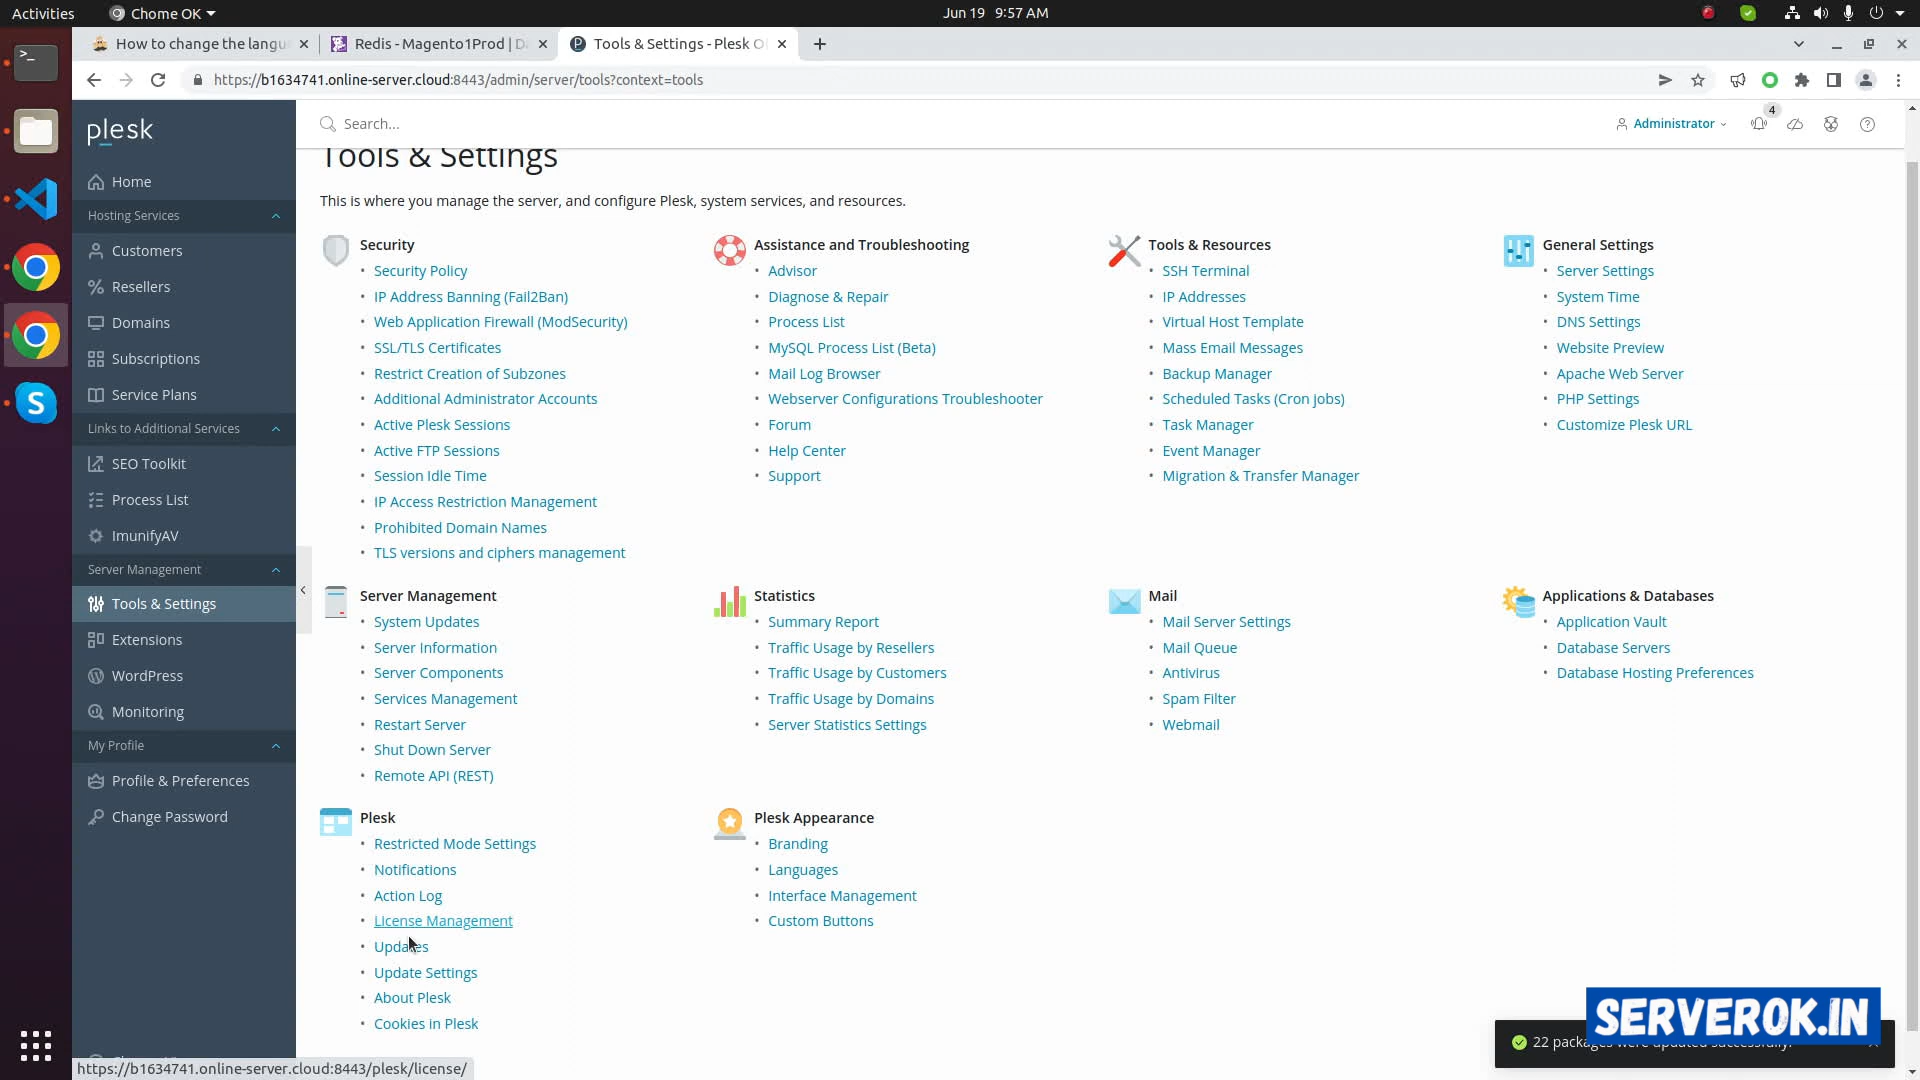 Activities
Chome OK
Jun 19 9:57 AM
How to change the langu
Redis - Magento1Prod | D
Tools & Settings - Plesk O
https://b1634741.online-server.cloud:8443/admin/server/tools?context=tools
plesk
Search...
4
Administrator
Home
Hosting Services
Customers
Resellers
Domains
Subscriptions
Service Plans
Links to Additional Services
SEO Toolkit
Process List
ImunifyAV
Server Management
Tools & Settings
Extensions
WordPress
Monitoring
My Profile
Profile & Preferences
Change Password
Tools & Settings
This is where you manage the server, and configure Plesk, system services, and resources.
Security
Security Policy
IP Address Banning (Fail2Ban)
Web Application Firewall (ModSecurity)
SSL/TLS Certificates
Restrict Creation of Subzones
Additional Administrator Accounts
Active Plesk Sessions
Active FTP Sessions
Session Idle Time
IP Access Restriction Management
Prohibited Domain Names
TLS versions and ciphers management
Assistance and Troubleshooting
Advisor
Diagnose & Repair
Process List
MySQL Process List (Beta)
Mail Log Browser
Webserver Configurations Troubleshooter
Forum
Help Center
Support
Tools & Resources
SSH Terminal
IP Addresses
Virtual Host Template
Mass Email Messages
Backup Manager
Scheduled Tasks (Cron jobs)
Task Manager
Event Manager
Migration & Transfer Manager
General Settings
Server Settings
System Time
DNS Settings
Website Preview
Apache Web Server
PHP Settings
Customize Plesk URL
Server Management
System Updates
Server Information
Server Components
Services Management
Restart Server
Shut Down Server
Remote API (REST)
Statistics
Summary Report
Traffic Usage by Resellers
Traffic Usage by Customers
Traffic Usage by Domains
Server Statistics Settings
Mail
Mail Server Settings
Mail Queue
Antivirus
Spam Filter
Webmail
Applications & Databases
Application Vault
Database Servers
Database Hosting Preferences
Plesk
Restricted Mode Settings
Notifications
Action Log
License Management
Updates
Update Settings
About Plesk
Cookies in Plesk
Plesk Appearance
Branding
Languages
Interface Management
Custom Buttons
SERVEROK.IN
22 packages were updated successfully.
https://b1634741.online-server.cloud:8443/plesk/license/